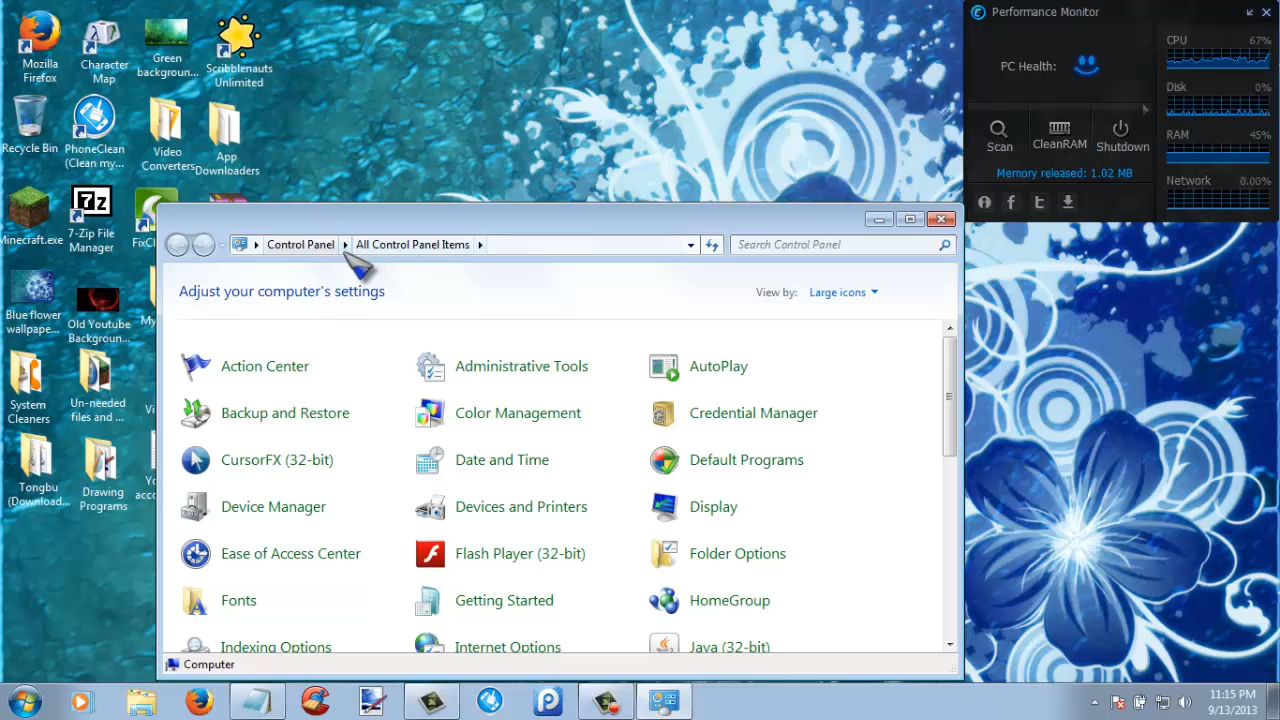 Mozilla
Firefox
Character
Map
Green
backgroun...
Scribblenauts
Unlimited
Recycle Bin
PhoneClean
(Clean my...
Video
Converters
App
Downloaders
Minecraft.exe
7z
7-Zip File
Manager
FixCl
Blue flower
wallpape...
Old Youtube
Backgroun...
My
System
Cleaners
Un-needed
files and ...
Vi
Tongbu
(Download...
Drawing
Programs
Yo
acco
Performance Monitor
PC Health:
CPU 67%
Disk 0%
RAM 45%
Network 0.00%
Scan
CleanRAM
Shutdown
Memory released: 1.02 MB
Control Panel
All Control Panel Items
Search Control Panel
Adjust your computer's settings
View by: Large icons
Action Center
Administrative Tools
AutoPlay
Backup and Restore
Color Management
Credential Manager
CursorFX (32-bit)
Date and Time
Default Programs
Device Manager
Devices and Printers
Display
Ease of Access Center
Flash Player (32-bit)
Folder Options
Fonts
Getting Started
HomeGroup
Indexing Options
Internet Options
Java (32-bit)
Computer
11:15 PM
9/13/2013